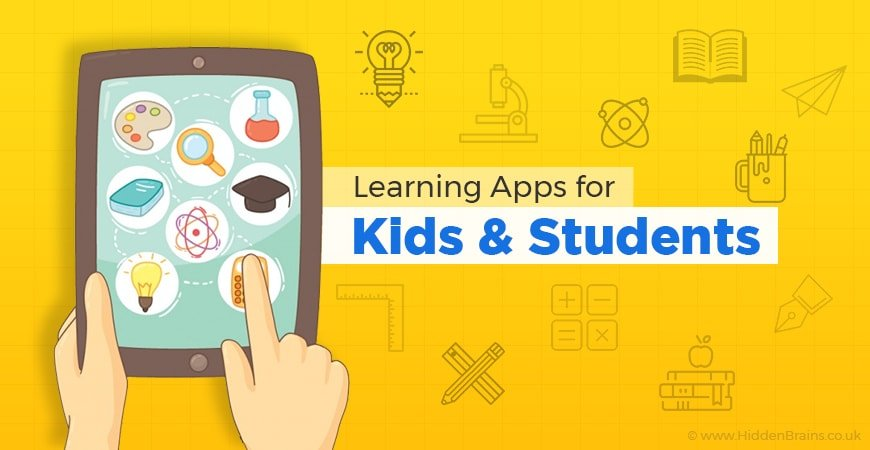 Learning Apps for
Kids & Students
© www.HiddenBrains.co.uk